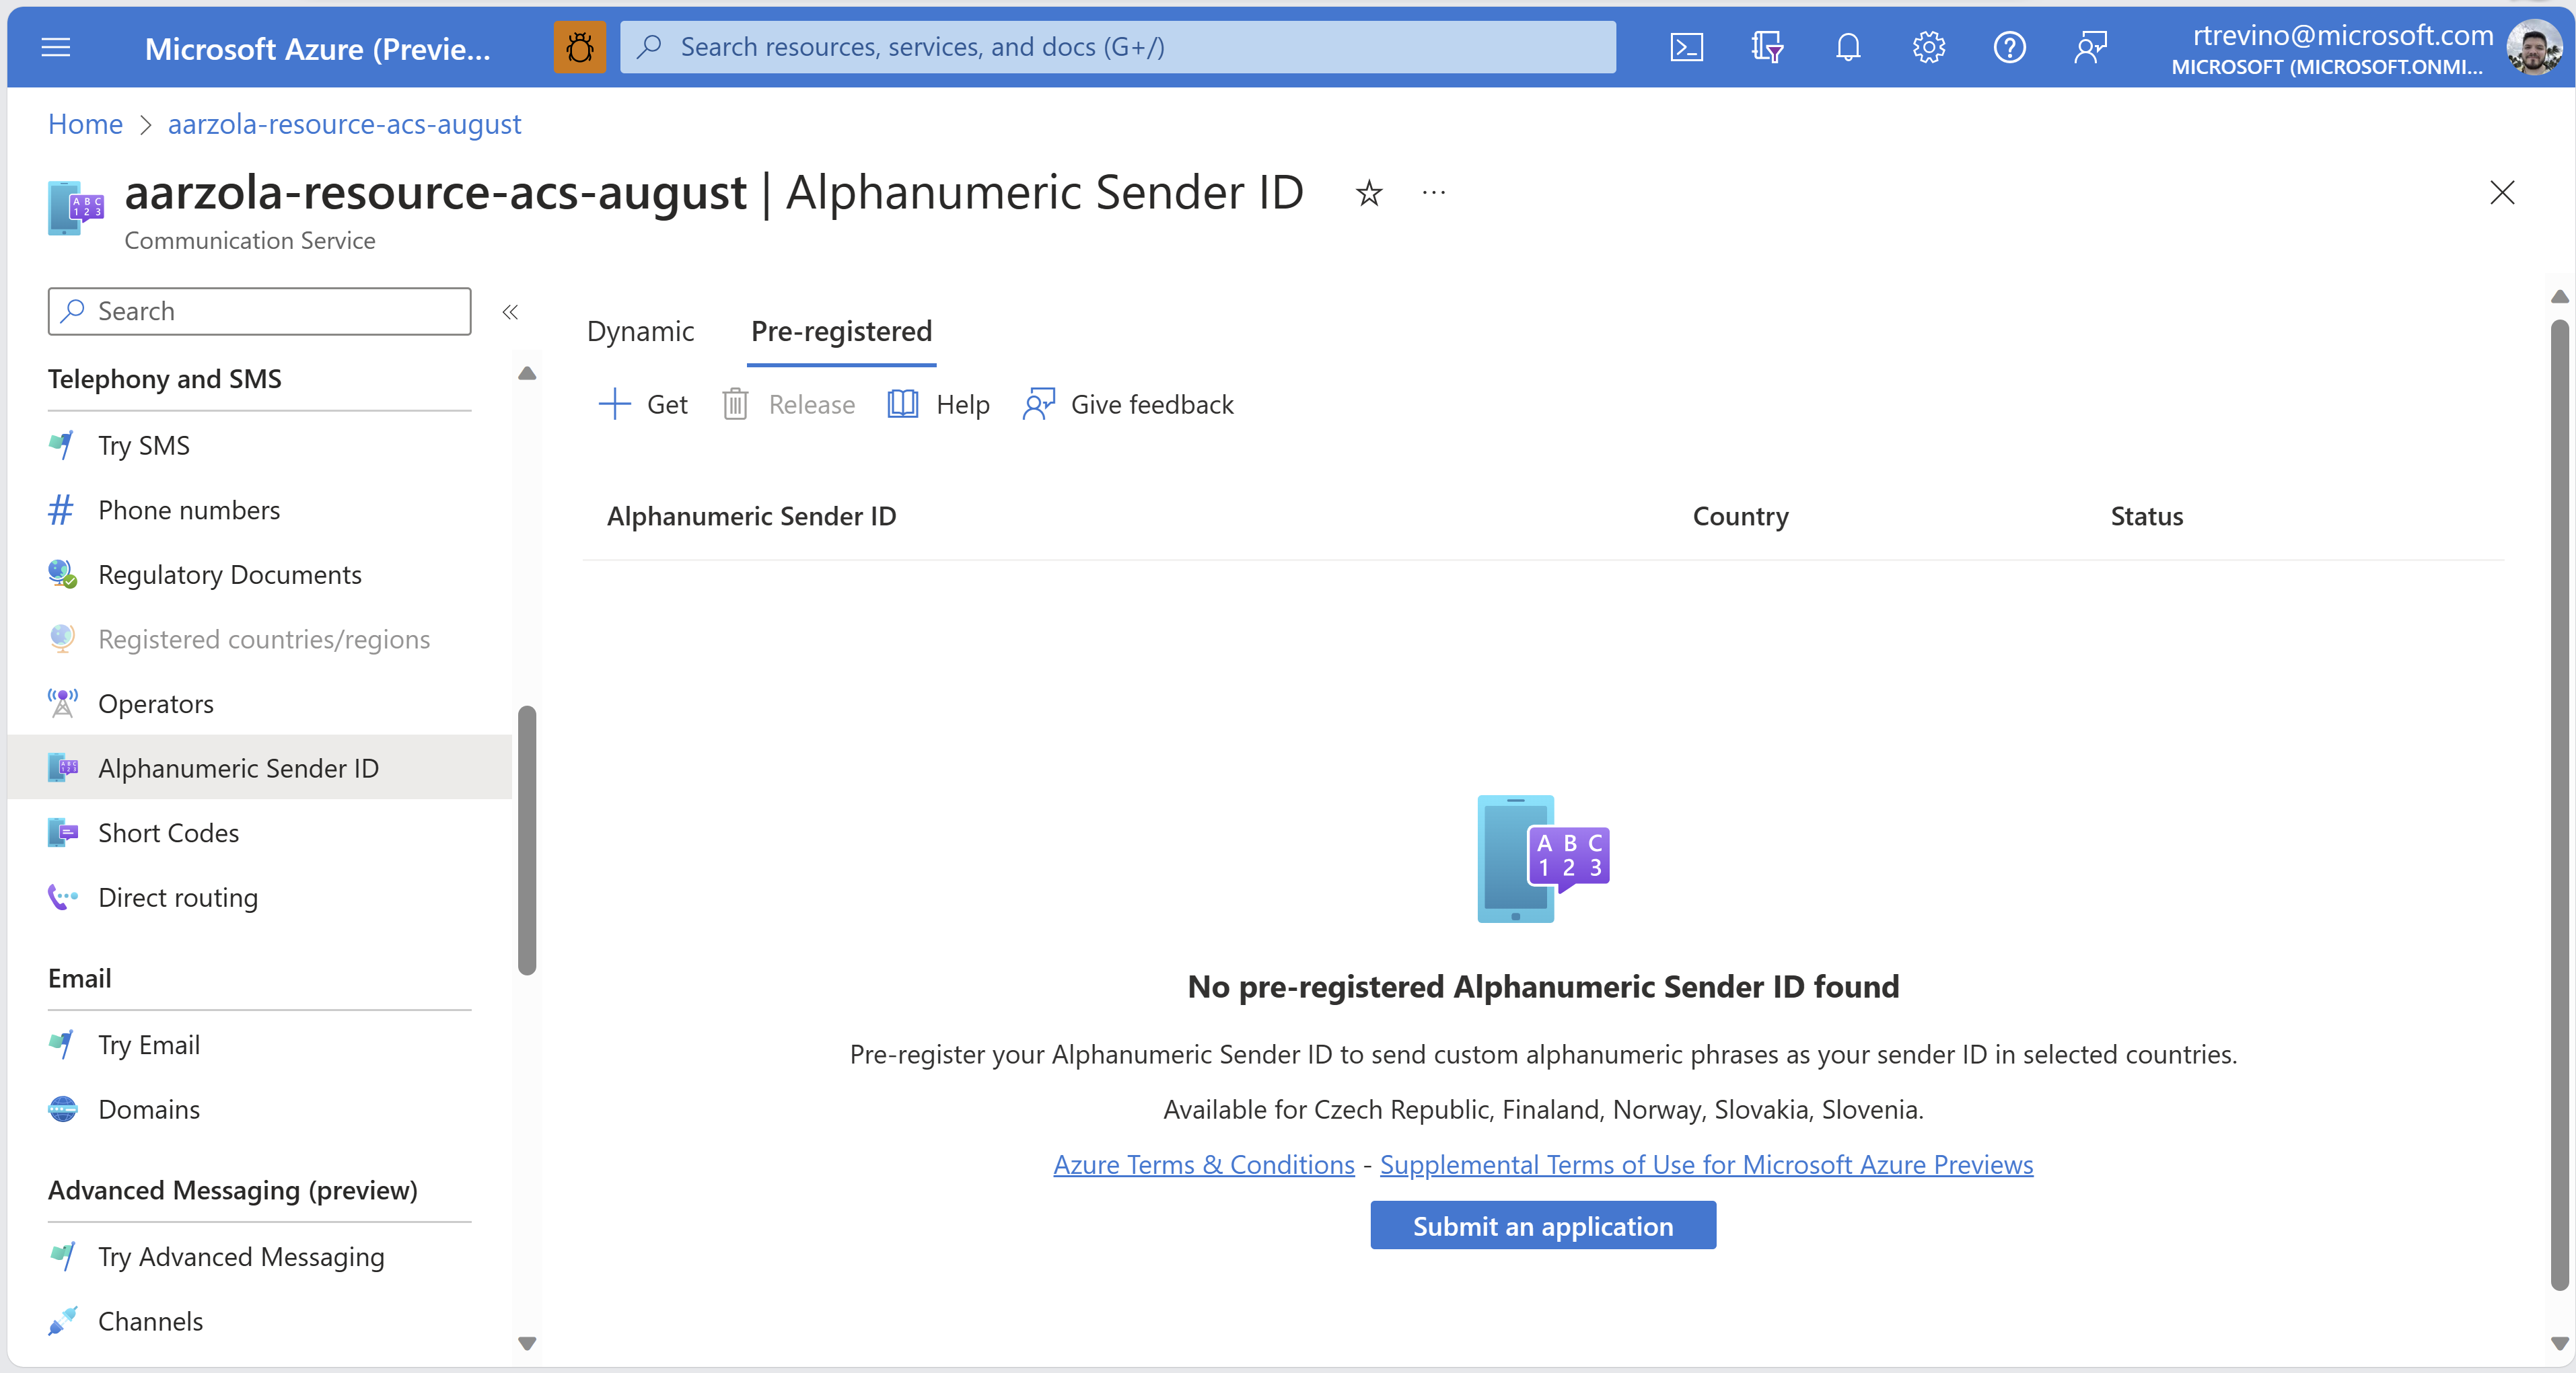 Microsoft Azure (Previe...
Search resources, services, and docs (G+/)
rtrevino@microsoft.com
MICROSOFT (MICROSOFT.ONMI...
Home > aarzola-resource-acs-august
aarzola-resource-acs-august | Alphanumeric Sender ID
Communication Service
Search
Telephony and SMS
Try SMS
Phone numbers
Regulatory Documents
Registered countries/regions
Operators
Alphanumeric Sender ID
Short Codes
Direct routing
Email
Try Email
Domains
Advanced Messaging (preview)
Try Advanced Messaging
Channels
Dynamic Pre-registered
Get Release Help Give feedback
Alphanumeric Sender ID Country Status
A B C
1 2 3
No pre-registered Alphanumeric Sender ID found
Pre-register your Alphanumeric Sender ID to send custom alphanumeric phrases as your sender ID in selected countries.
Available for Czech Republic, Finaland, Norway, Slovakia, Slovenia.
Azure Terms & Conditions - Supplemental Terms of Use for Microsoft Azure Previews
Submit an application